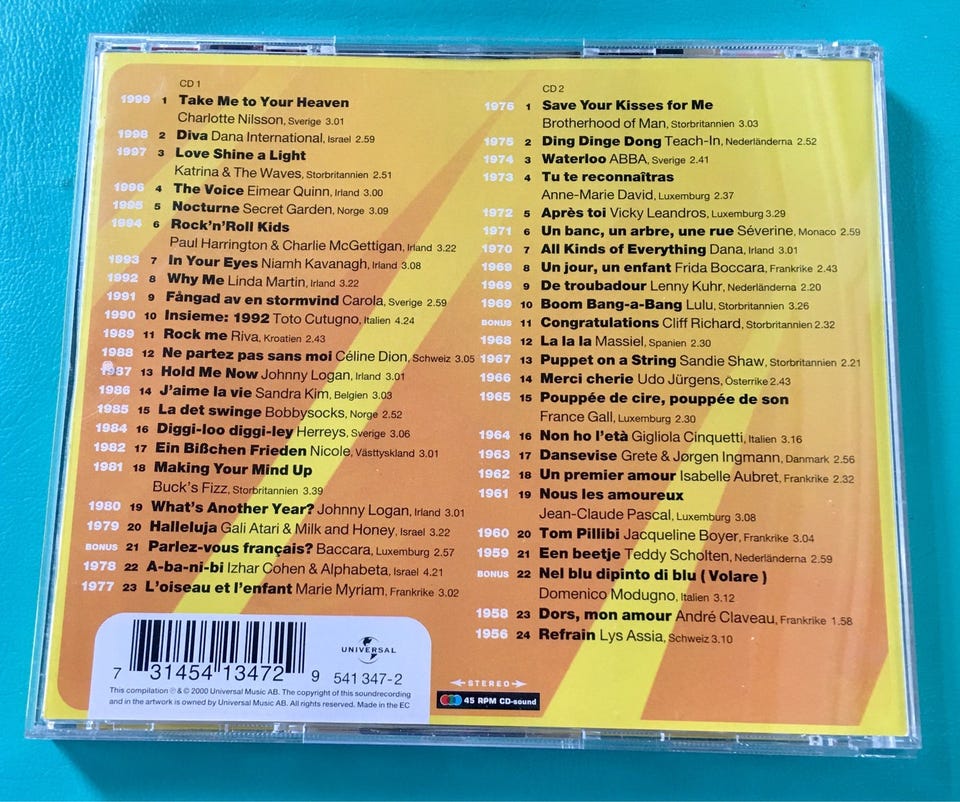 CD 1
1999 1 Take Me to Your Heaven
Charlotte Nilsson, Sverige 3.01
1998 2 Diva Dana International, Israel 2.59
1997 3 Love Shine a Light
Katrina & The Waves, Storbritannien 2.51
1996 4 The Voice Eimear Quinn, Irland 3.00
1995 5 Nocturne Secret Garden, Norge 3.09
1994 6 Rock'n'Roll Kids
Paul Harrington & Charlie McGettigan, Irland 3.22
1993 7 In Your Eyes Niamh Kavanagh, Irland 3.08
1992 8 Why Me Linda Martin, Irland 3.22
1991 9 Fångad av en stormvind Carola, Sverige 2.59
1990 10 Insieme: 1992 Toto Cutugno, Italien 4.24
1989 11 Rock me Riva, Kroatien 2.43
1988 12 Ne partez pas sans moi Céline Dion, Schweiz 3.05
1987 13 Hold Me Now Johnny Logan, Irland 3.01
1986 14 J'aime la vie Sandra Kim, Belgien 3.03
1985 15 La det swinge Bobbysocks, Norge 2.52
1984 16 Diggi-loo diggi-ley Herreys, Sverige 3.06
1982 17 Ein Bißchen Frieden Nicole, Västtyskland 3.01
1981 18 Making Your Mind Up
Buck's Fizz, Storbritannien 3.39
1980 19 What's Another Year? Johnny Logan, Irland 3.01
1979 20 Halleluja Gali Atari & Milk and Honey, Israel 3.22
BONUS 21 Parlez-vous français? Baccara, Luxemburg 2.57
1978 22 A-ba-ni-bi Izhar Cohen & Alphabeta, Israel 4.21
1977 23 L'oiseau et l'enfant Marie Myriam, Frankrike 3.02
CD 2
1976 1 Save Your Kisses for Me
Brotherhood of Man, Storbritannien 3.03
1975 2 Ding Dinge Dong Teach-In, Nederländerna 2.52
1974 3 Waterloo ABBA, Sverige 2.41
1973 4 Tu te reconnaîtras
Anne-Marie David, Luxemburg 2.37
1972 5 Après toi Vicky Leandros, Luxemburg 3.29
1971 6 Un banc, un arbre, une rue Séverine, Monaco 2.59
1970 7 All Kinds of Everything Dana, Irland 3.01
1969 8 Un jour, un enfant Frida Boccara, Frankrike 2.43
1969 9 De troubadour Lenny Kuhr, Nederländerna 2.20
1969 10 Boom Bang-a-Bang Lulu, Storbritannien 3.26
BONUS 11 Congratulations Cliff Richard, Storbritannien 2.32
1968 12 La la la Massiel, Spanien 2.30
1967 13 Puppet on a String Sandie Shaw, Storbritannien 2.21
1966 14 Merci cherie Udo Jürgens, Österrike 2.43
1965 15 Pouppée de cire, pouppée de son
France Gall, Luxemburg 2.30
1964 16 Non ho l'età Gigliola Cinquetti, Italien 3.16
1963 17 Dansevise Grete & Jørgen Ingmann, Danmark 2.56
1962 18 Un premier amour Isabelle Aubret, Frankrike 2.32
1961 19 Nous les amoureux
Jean-Claude Pascal, Luxemburg 3.08
1960 20 Tom Pillibi Jacqueline Boyer, Frankrike 3.04
1959 21 Een beetje Teddy Scholten, Nederländerna 2.59
BONUS 22 Nel blu dipinto di blu (Volare)
Domenico Modugno, Italien 3.12
1958 23 Dors, mon amour André Claveau, Frankrike 1.58
1956 24 Refrain Lys Assia, Schweiz 3.10
7 31454 13472 9
UNIVERSAL
541 347-2
This compilation ℗ & © 2000 Universal Music AB. The copyright of this soundrecording
and in the artwork is owned by Universal Music AB. All rights reserved. Made in the EC
STEREO
45 RPM CD-sound